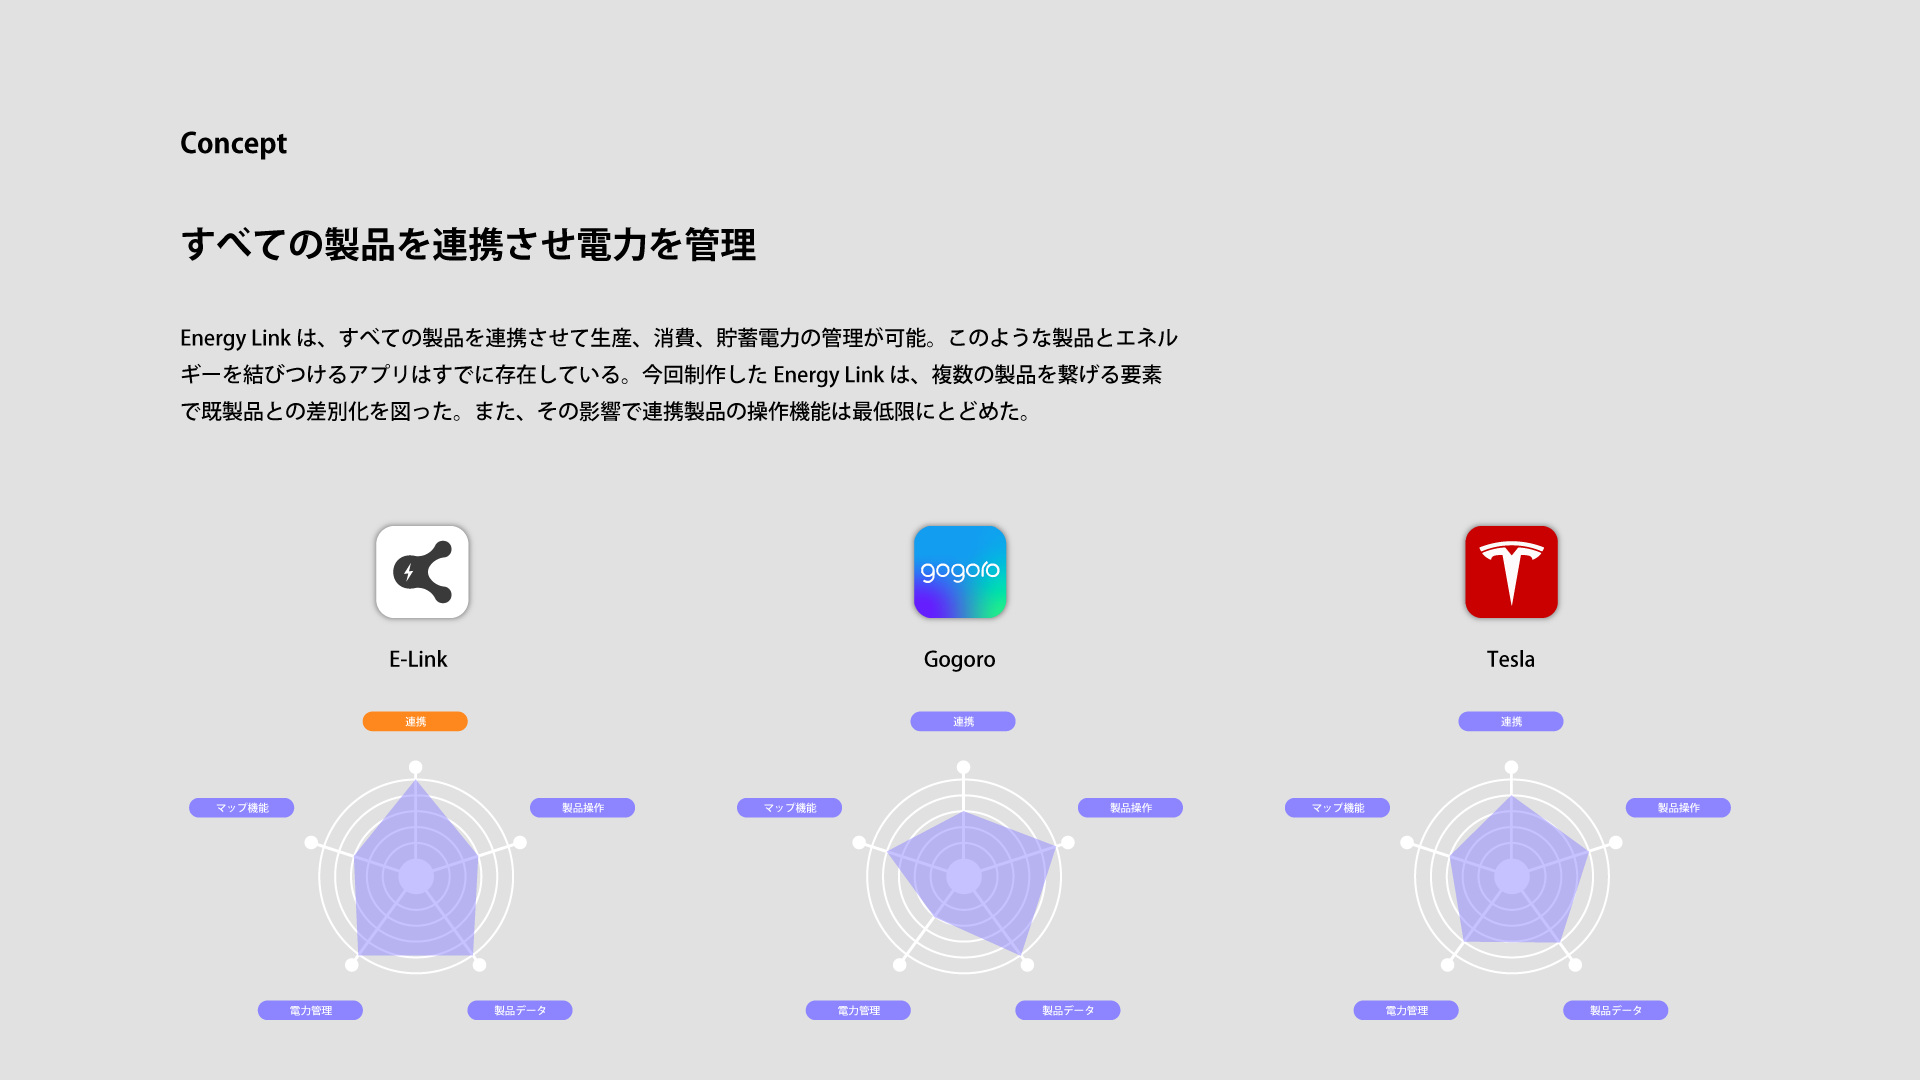 Concept
すべての製品を連携させ電力を管理
Energy Link は、すべての製品を連携させて生産、消費、貯蓄電力の管理が可能。このような製品とエネル
ギーを結びつけるアプリはすでに存在している。今回制作した Energy Link は、複数の製品を繋げる要素
で既製品との差別化を図った。また、その影響で連携製品の操作機能は最低限にとどめた。
gogoro
E-Link
Gogoro
Tesla
連携
マップ機能
製品操作
電力管理
製品データ
連携
マップ機能
製品操作
電力管理
製品データ
連携
マップ機能
製品操作
電力管理
製品データ